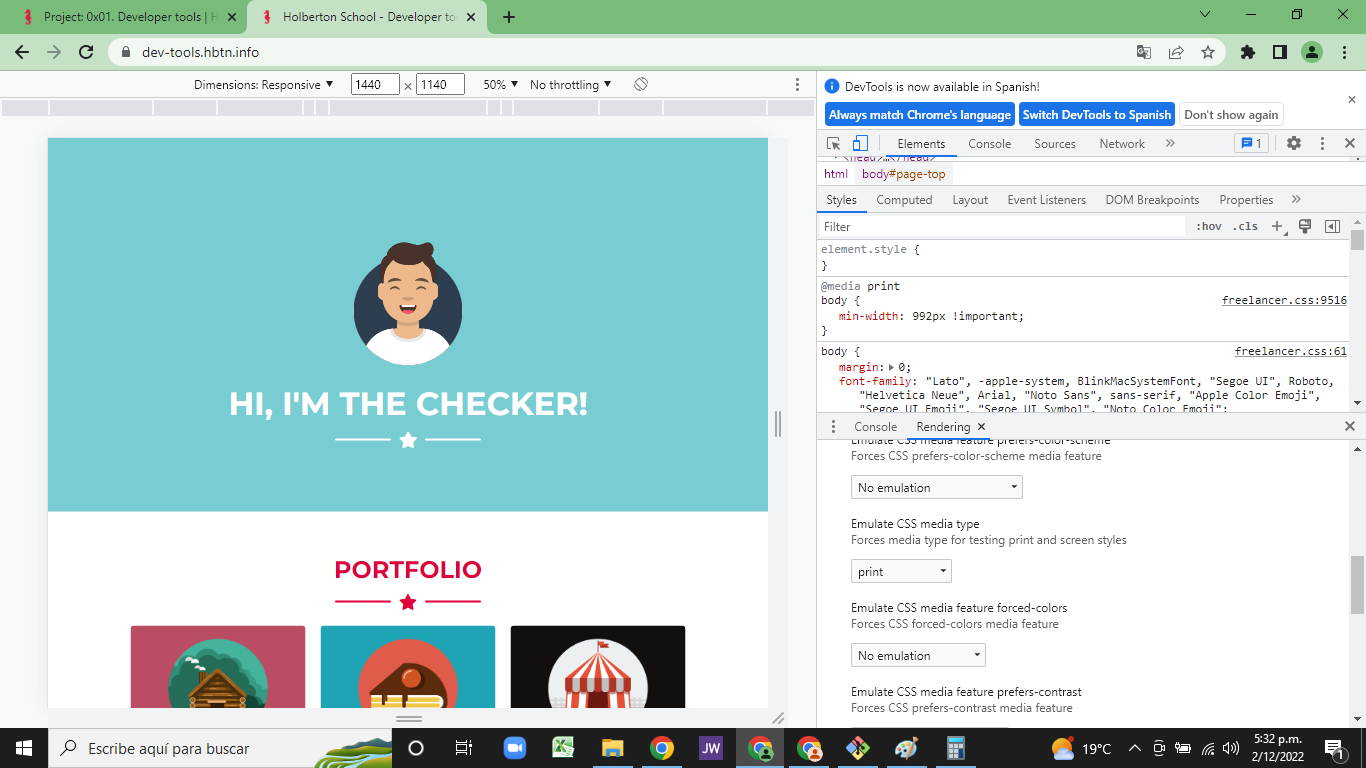 Project: 0x01. Developer tools | H
Holberton School - Developer to
dev-tools.hbtn.info
Dimensions: Responsive
1440 × 1140
50%
No throttling
HI, I'M THE CHECKER!
PORTFOLIO
DevTools is now available in Spanish!
Always match Chrome's language
Switch DevTools to Spanish
Don't show again
Elements Console Sources Network » 1
<head>…</head>
html body#page-top
Styles Computed Layout Event Listeners DOM Breakpoints Properties »
Filter :hov .cls +
element.style {
}
@media print
body { freelancer.css:9516
min-width: 992px !important;
}
body { freelancer.css:61
margin: 0;
font-family: "Lato", -apple-system, BlinkMacSystemFont, "Segoe UI", Roboto,
"Helvetica Neue", Arial, "Noto Sans", sans-serif, "Apple Color Emoji",
"Segoe UI Emoji", "Segoe UI Symbol", "Noto Color Emoji";
Console Rendering
Emulate CSS media feature prefers-color-scheme
Forces CSS prefers-color-scheme media feature
No emulation
Emulate CSS media type
Forces media type for testing print and screen styles
print
Emulate CSS media feature forced-colors
Forces CSS forced-colors media feature
No emulation
Emulate CSS media feature prefers-contrast
Forces CSS prefers-contrast media feature
Escribe aquí para buscar
JW
19°C
5:32 p.m.
2/12/2022
1